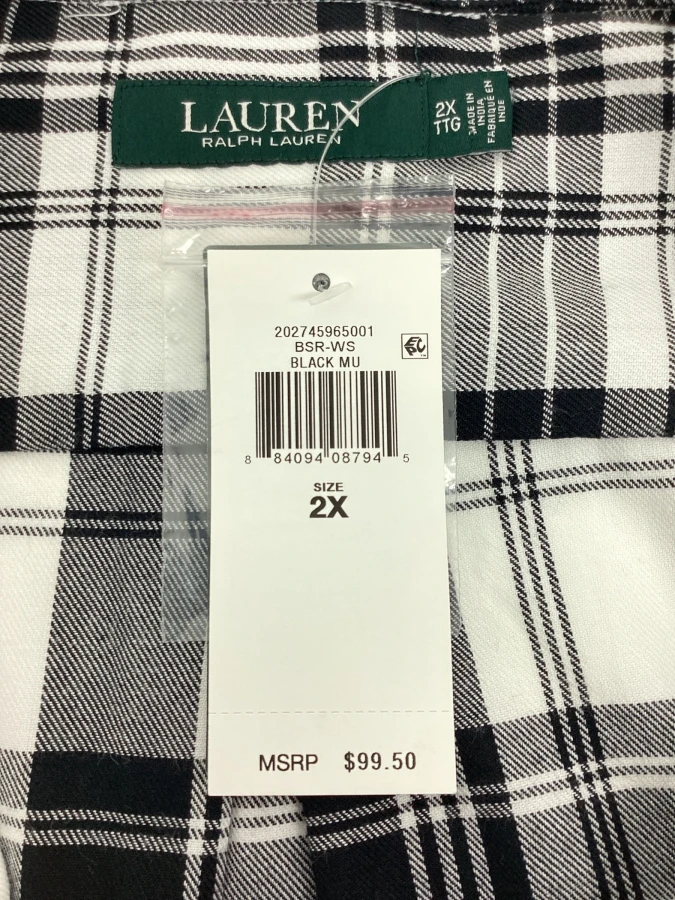 LAUREN
RALPH LAUREN
2X
TTG
MADE IN
INDIA
FABRIQUÉ EN
INDE
202745965001
BSR-WS
BLACK MU
8 84094 08794 5
SIZE
2X
MSRP $99.50